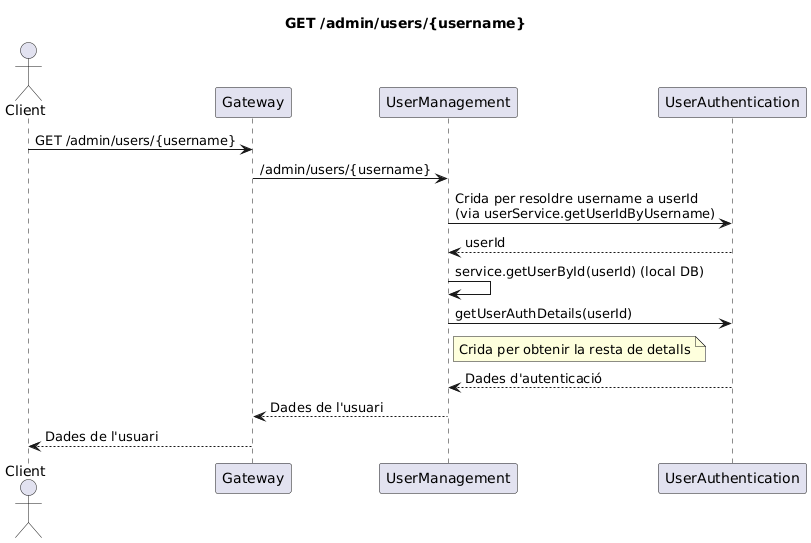 GET /admin/users/{username}
Client
Gateway
UserManagement
UserAuthentication
GET /admin/users/{username}
/admin/users/{username}
Crida per resoldre username a userId
(via userService.getUserIdByUsername)
userId
service.getUserById(userId) (local DB)
getUserAuthDetails(userId)
Crida per obtenir la resta de detalls
Dades d'autenticació
Dades de l'usuari
Dades de l'usuari
Client
Gateway
UserManagement
UserAuthentication